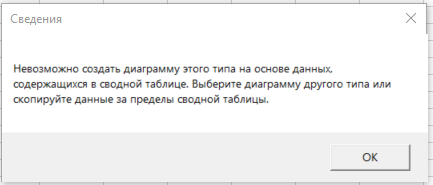 Сведения
Невозможно создать диаграмму этого типа на основе данных,
содержащихся в сводной таблице. Выберите диаграмму другого типа или
скопируйте данные за пределы сводной таблицы.
ОК